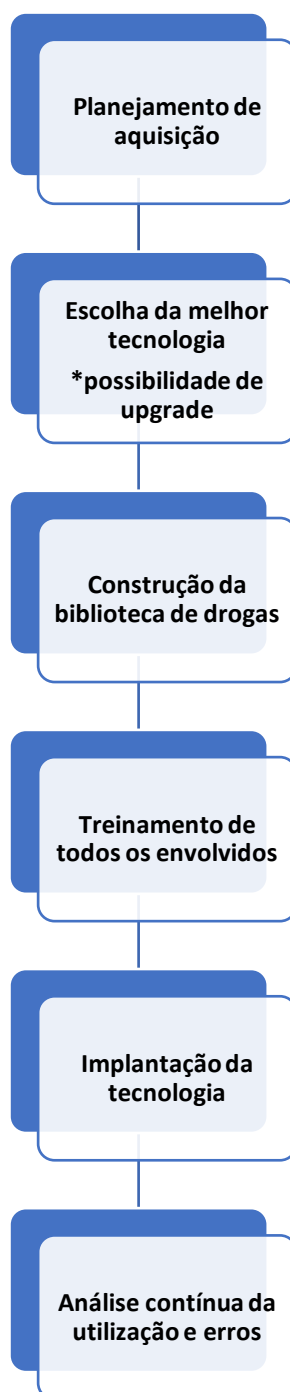 Planejamento de
aquisição
Escolha da melhor
tecnologia
*possibilidade de
upgrade
Construção da
biblioteca de drogas
Treinamento de
todos os envolvidos
Implantação da
tecnologia
Análise contínua da
utilização e erros